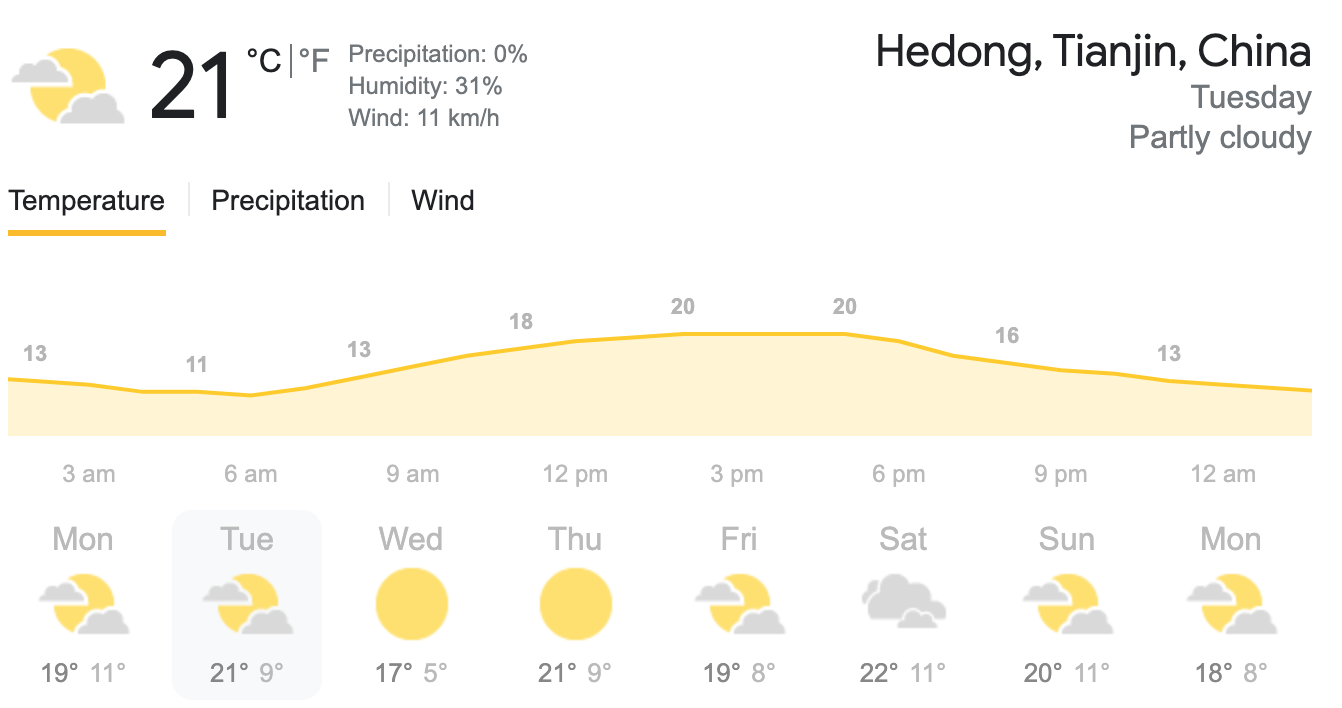 21 °C | °F
Precipitation: 0%
Humidity: 31%
Wind: 11 km/h
Hedong, Tianjin, China
Tuesday
Partly cloudy
Temperature | Precipitation | Wind
13 11 13 18 20 20 16 13
3 am 6 am 9 am 12 pm 3 pm 6 pm 9 pm 12 am
Mon Tue Wed Thu Fri Sat Sun Mon
19° 11° 21° 9° 17° 5° 21° 9° 19° 8° 22° 11° 20° 11° 18° 8°